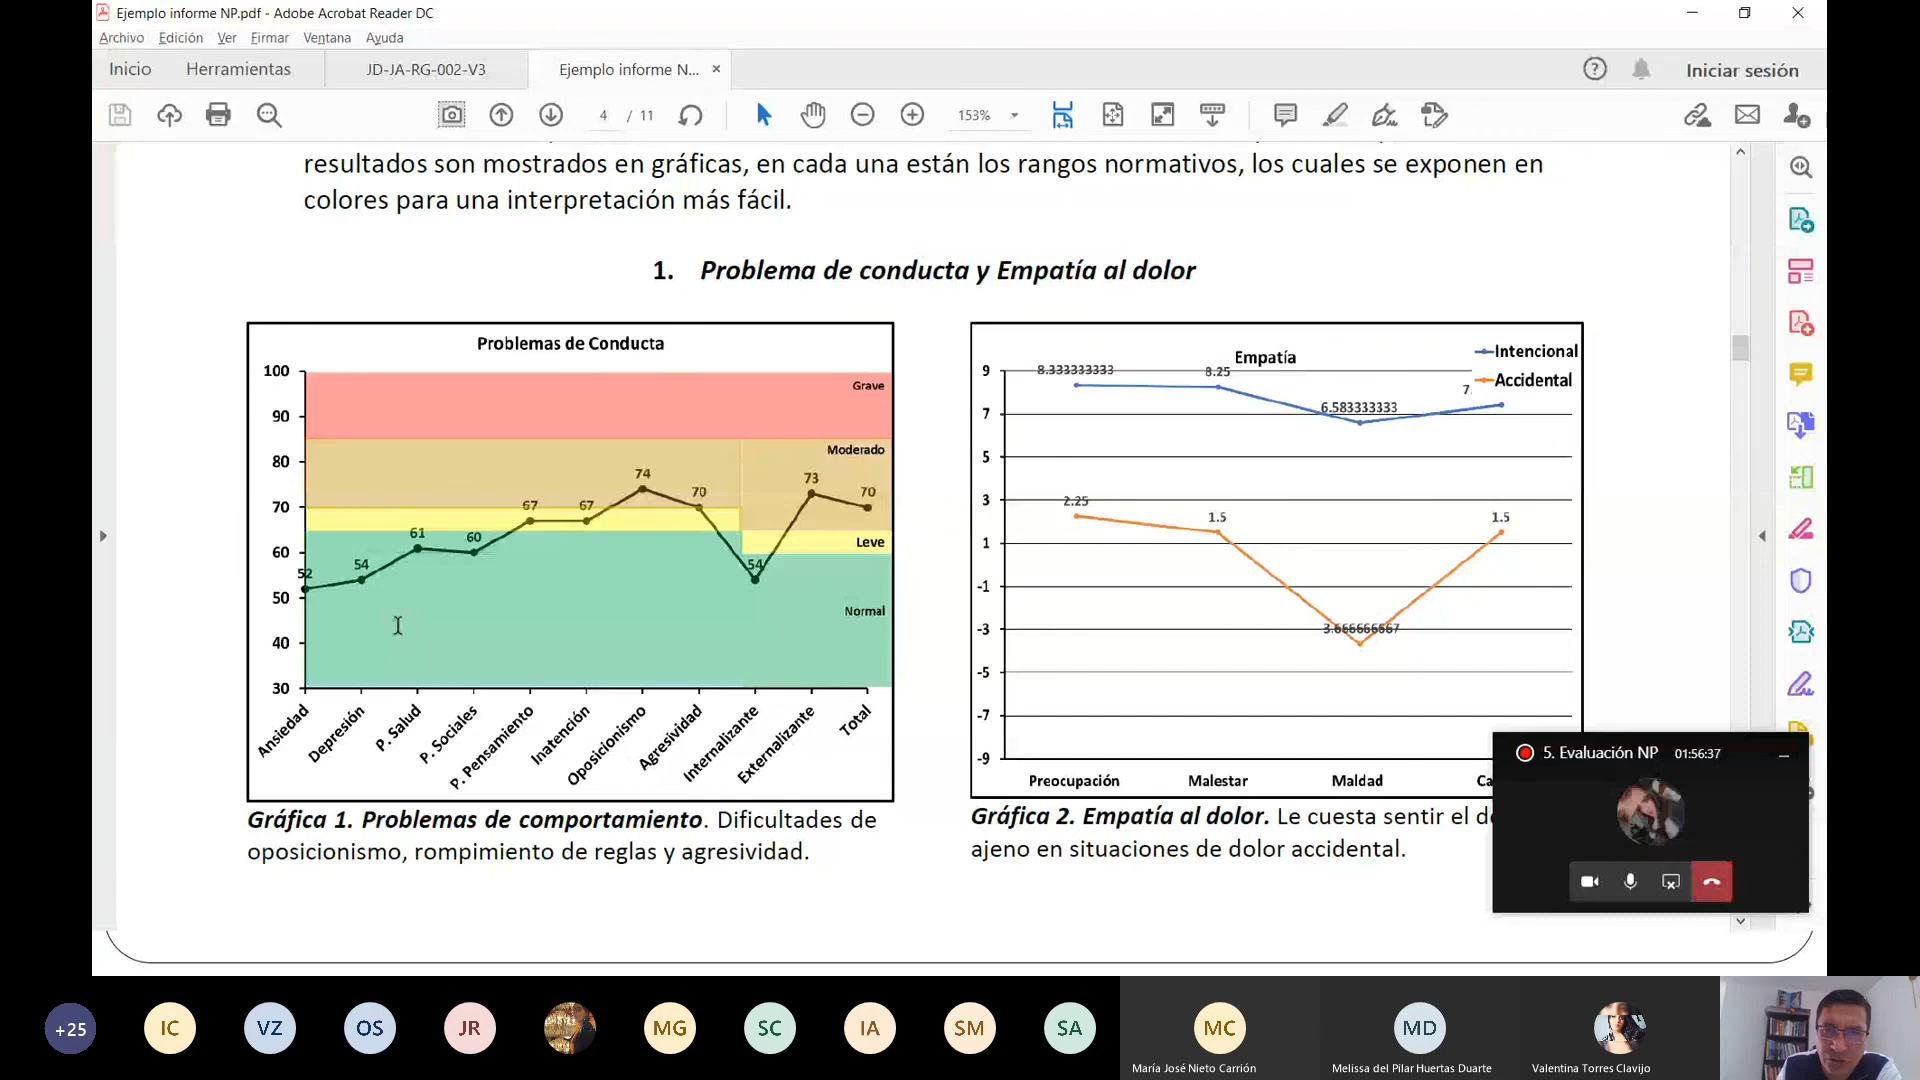 Ejemplo informe NP.pdf - Adobe Acrobat Reader DC
Archivo Edición Ver Firmar Ventana Ayuda
Inicio Herramientas JD-JA-RG-002-V3 Ejemplo informe N... × Iniciar sesión
4 / 11 153%
resultados son mostrados en gráficas, en cada una están los rangos normativos, los cuales se exponen en
colores para una interpretación más fácil.
1. Problema de conducta y Empatía al dolor
Problemas de Conducta
100
90
80
70
60
50
40
30
Grave
Moderado
Leve
Normal
52 54 61 60 67 67 74 70 54 73 70
Ansiedad
Depresión
P. Salud
P. Sociales
P. Pensamiento
Inatención
Oposicionismo
Agresividad
Internalizante
Externalizante
Total
Gráfica 1. Problemas de comportamiento. Dificultades de
oposicionismo, rompimiento de reglas y agresividad.
Empatía
Intencional
Accidental
9
7
5
3
1
-1
-3
-5
-7
-9
8.333333333 8.25 6.583333333 7.
2.25 1.5 3.666666667 1.5
Preocupación Malestar Maldad Ca
Gráfica 2. Empatía al dolor. Le cuesta sentir el d
ajeno en situaciones de dolor accidental.
5. Evaluación NP 01:56:37
+25 IC VZ OS JR MG SC IA SM SA MC MD
María José Nieto Carrión Melissa del Pilar Huertas Duarte Valentina Torres Clavijo